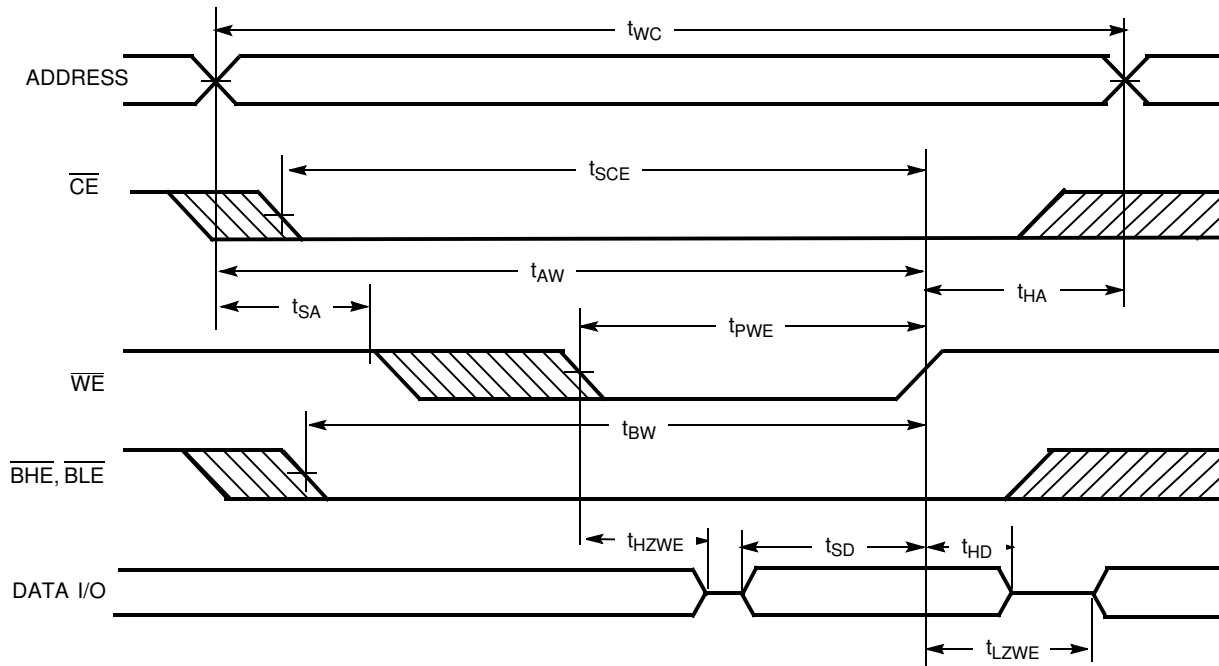 tWC
ADDRESS
tSCE
CE
tAW
tHA
tSA
tPWE
WE
tBW
BHE, BLE
tHZWE
tSD
tHD
DATA I/O
tLZWE